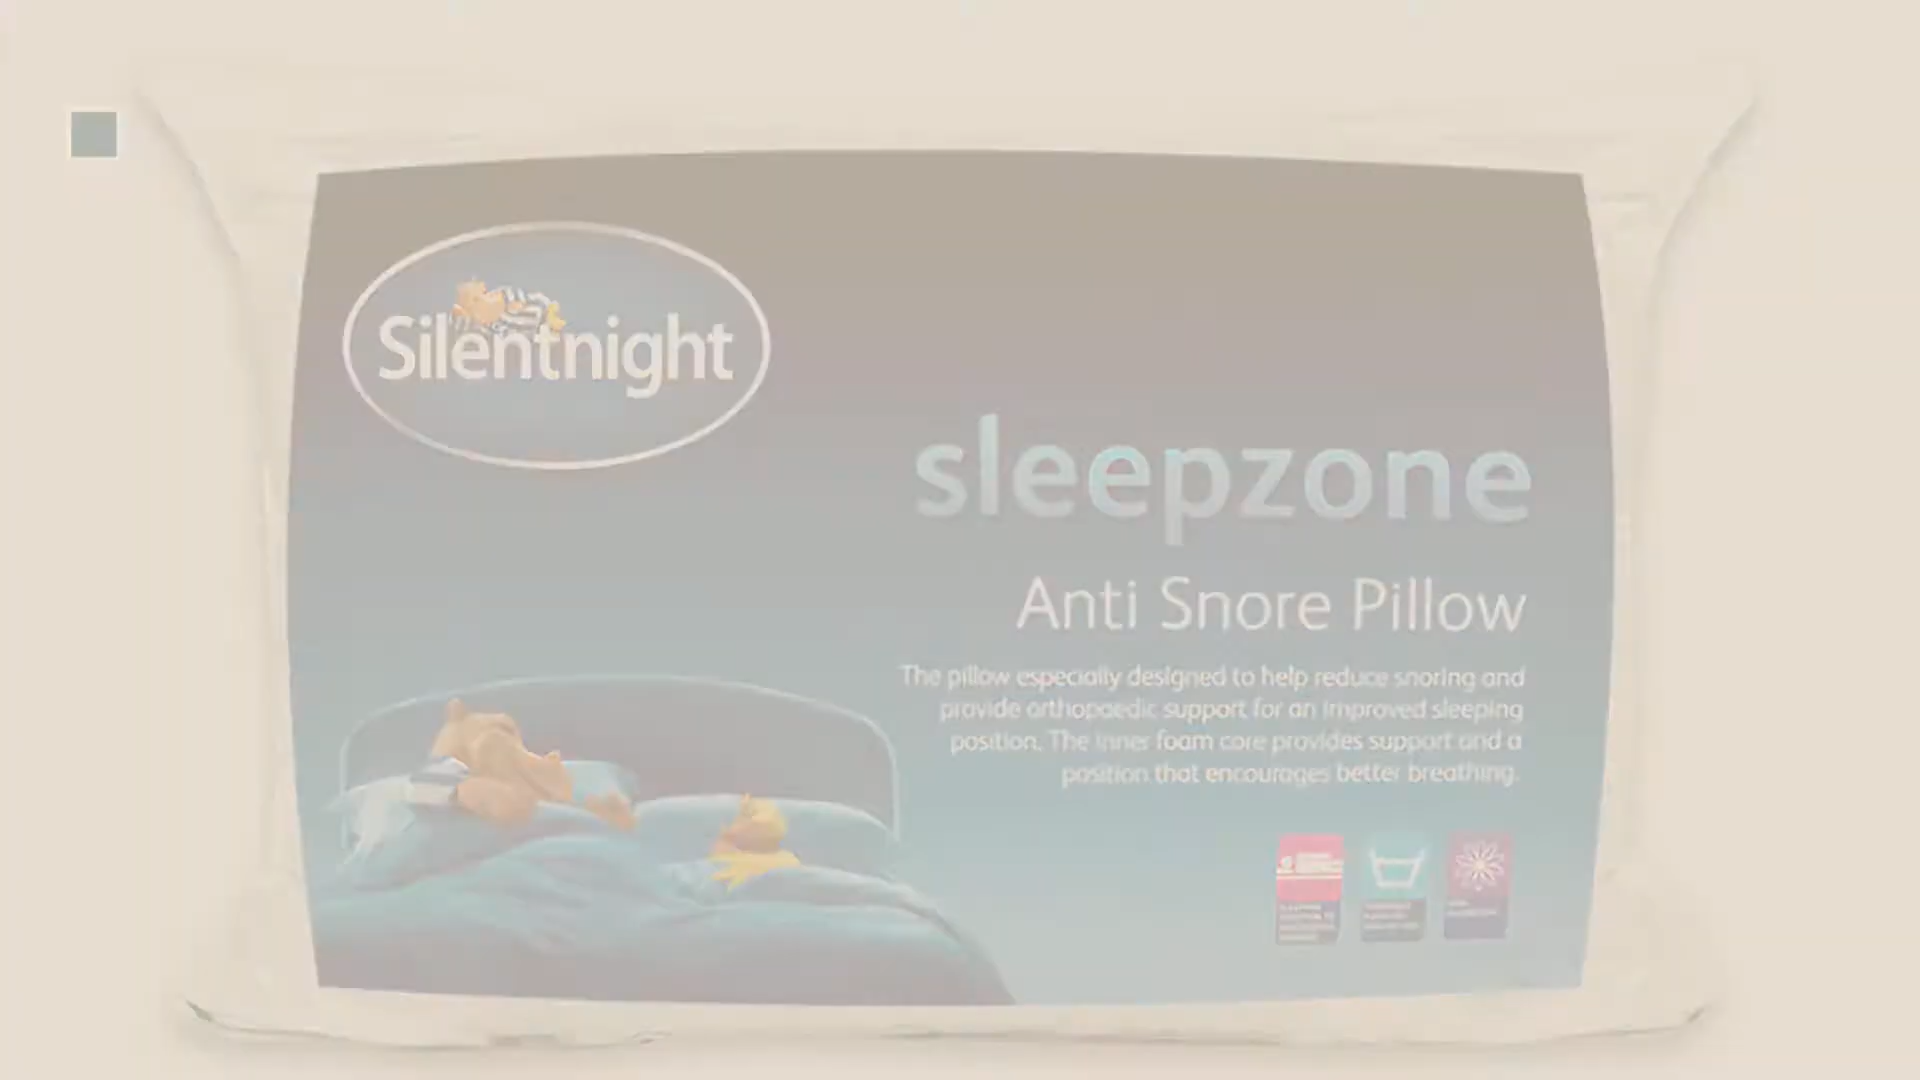 Silentnight
sleepzone
Anti Snore Pillow
The pillow especially designed to help reduce snoring and
provide orthopaedic support for an improved sleeping
position. The inner foam core provides support and a
position that encourages better breathing.